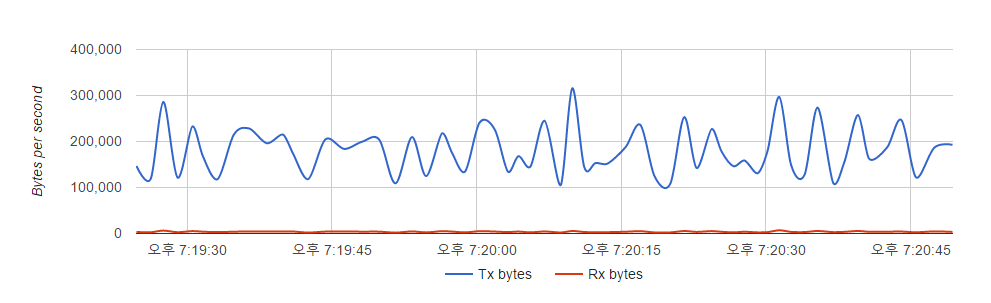 400,000
300,000
200,000
100,000
0
Bytes per second
오후 7:19:30
오후 7:19:45
오후 7:20:00
오후 7:20:15
오후 7:20:30
오후 7:20:45
Tx bytes
Rx bytes